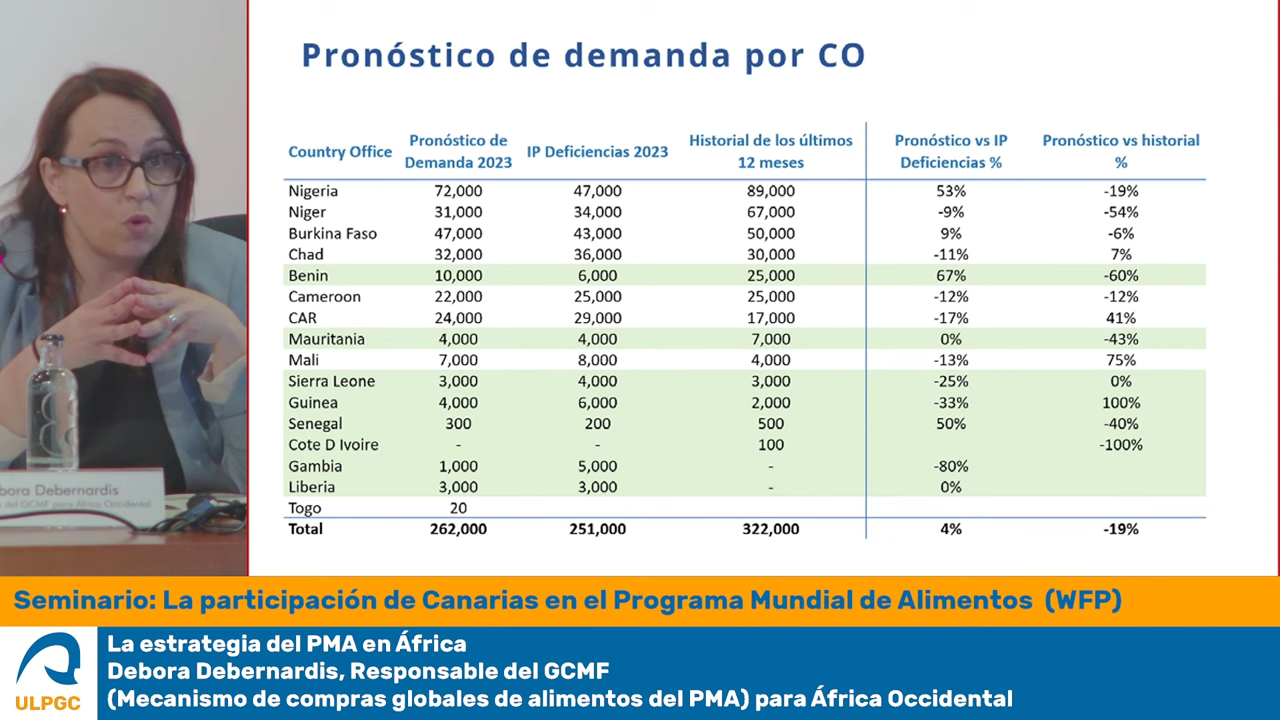 Pronóstico de demanda por CO
Country Office Pronóstico de Demanda 2023 IP Deficiencias 2023 Historial de los últimos 12 meses Pronóstico vs IP Deficiencias % Pronóstico vs historial %
Nigeria 72,000 47,000 89,000 53% -19%
Niger 31,000 34,000 67,000 -9% -54%
Burkina Faso 47,000 43,000 50,000 9% -6%
Chad 32,000 36,000 30,000 -11% 7%
Benin 10,000 6,000 25,000 67% -60%
Cameroon 22,000 25,000 25,000 -12% -12%
CAR 24,000 29,000 17,000 -17% 41%
Mauritania 4,000 4,000 7,000 0% -43%
Mali 7,000 8,000 4,000 -13% 75%
Sierra Leone 3,000 4,000 3,000 -25% 0%
Guinea 4,000 6,000 2,000 -33% 100%
Senegal 300 200 500 50% -40%
Cote D Ivoire - - 100 -100%
Gambia 1,000 5,000 - -80%
Liberia 3,000 3,000 - 0%
Togo 20
Total 262,000 251,000 322,000 4% -19%
bora Debernardis
del GCMF para África Occidental
Seminario: La participación de Canarias en el Programa Mundial de Alimentos (WFP)
ULPGC
La estrategia del PMA en África
Debora Debernardis, Responsable del GCMF
(Mecanismo de compras globales de alimentos del PMA) para África Occidental